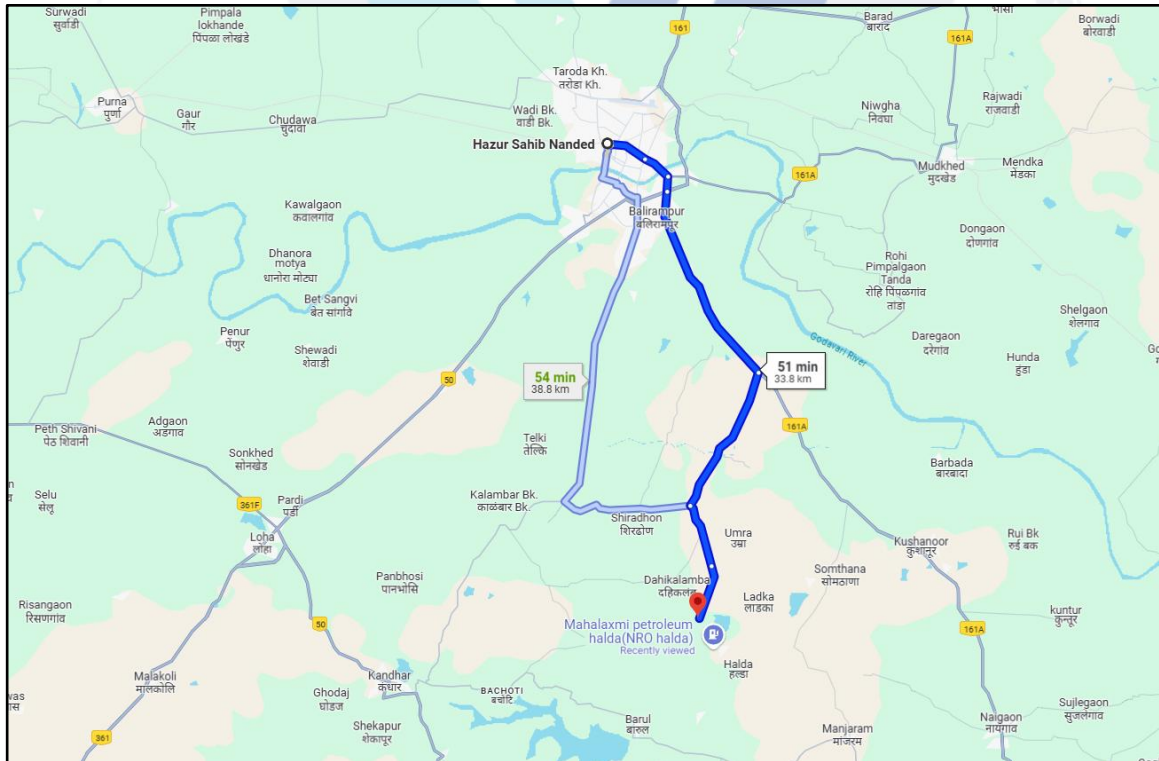 Surwadi
सुर्वाडी
Pimpala
lokhande
पिंपळा लोखंडे
161
Barad
बाराद
Borwadi
बोरवाडी
161A
Taroda Kh.
तरोडा Kh.
Purna
पुर्णा
Gaur
गौर
Chudawa
चुदावा
Wadi Bk.
वाडी Bk.
Niwgha
निवघा
Rajwadi
राजवाडी
Hazur Sahib Nanded
161A
Mudkhed
मुदखेड
Mendka
मेंडका
Kawalgaon
कवालगांव
Balirampur
बलिरामपूर
Dongaon
दोणगांव
Dhanora
motya
धानोरा मोट्या
Rohi
Pimpalgaon
Tanda
रोहि पिंपळगांव
तांडा
Bet Sangvi
बेत सांगवि
Shelgaon
शेलगाव
Penur
पेंणुर
Shewadi
शेवाडी
Godavari River
Daregaon
दरेगांव
Hunda
हुंडा
54 min
38.8 km
51 min
33.8 km
50
Peth Shivani
पेठ शिवानी
Adgaon
अडगाव
161A
Telki
तेल्कि
Sonkhed
सोनखेड
Barbada
बारबादा
Selu
सेलू
361F
Pardi
पर्डी
Kalambar Bk.
काळंबार Bk.
Shiradhon
शिरढोण
Loha
लोहा
Umra
उम्रा
Kushanoor
कुशानूर
Rui Bk
रुई बक
Panbhosi
पानभोसि
Dahikalamba
दहिकलंब
Somthana
सोमठाणा
Risangaon
रिसणगांव
Ladka
लाडका
kuntur
कुन्तूर
50
Mahalaxmi petroleum
halda(NRO halda)
Recently viewed
161A
Halda
हल्डा
Malakoli
मालकोलि
Kandhar
कंधार
Ghodaj
घोडज
BACHOTI
बचोटि
Sujlegaon
सुजलगांव
Shekapur
शेकापूर
Barul
बारुल
Manjaram
मांजरम
Naigaon
नायगांव
361